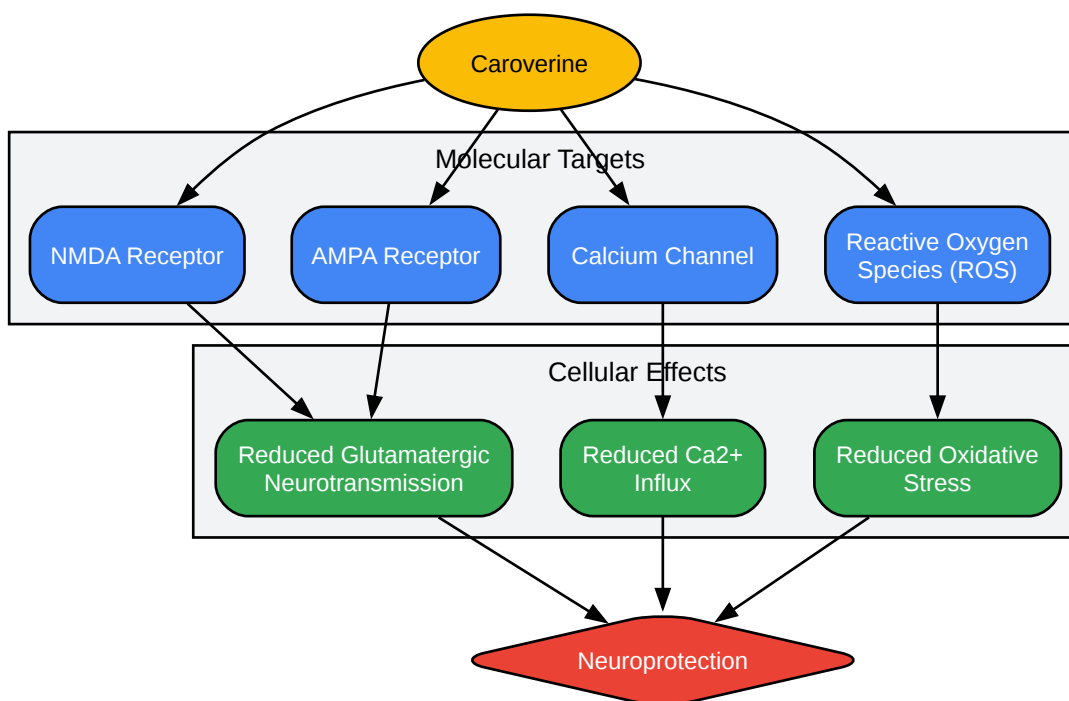 Caroverine
Molecular Targets
NMDA Receptor
AMPA Receptor
Calcium Channel
Reactive Oxygen
Species (ROS)
Cellular Effects
Reduced Glutamatergic
Neurotransmission
Reduced Ca2+
Influx
Reduced Oxidative
Stress
Neuroprotection